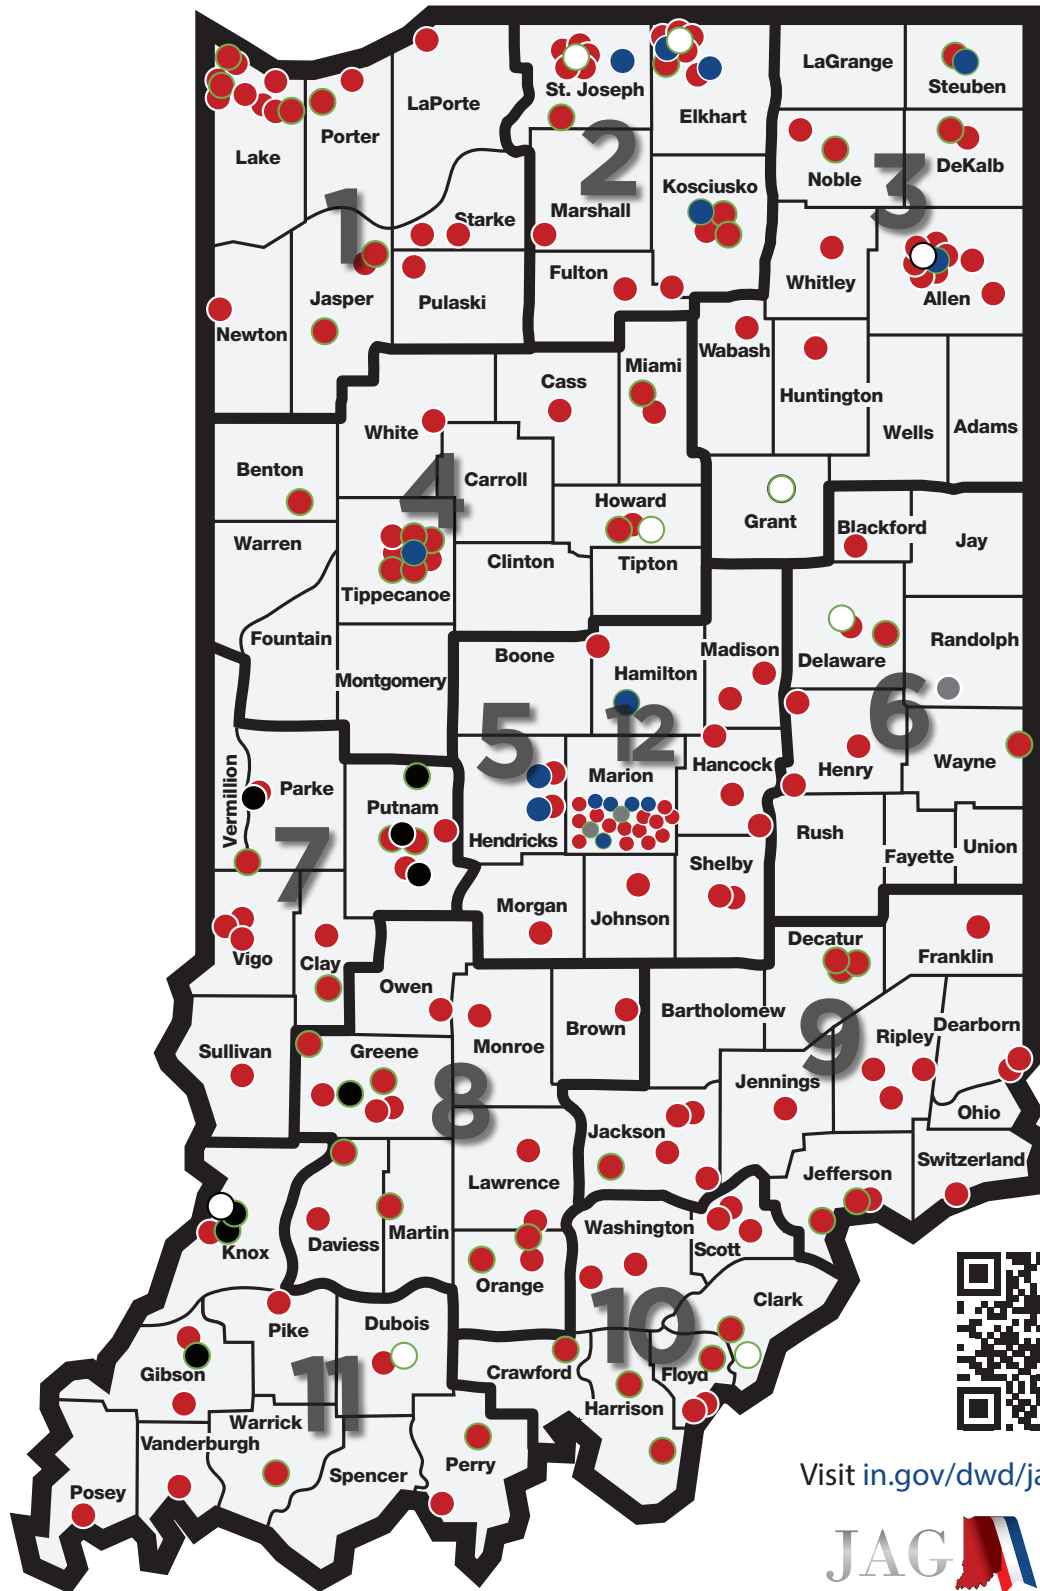 LaGrange
Steuben
St. Joseph
LaPorte
Elkhart
Porter
Lake
DeKalb
Noble
Kosciusko
2
3
1
Starke
Marshall
Fulton
Whitley
Allen
Jasper
Pulaski
Newton
Wabash
Miami
Cass
Huntington
White
Wells
Adams
Benton
4
Carroll
Howard
Grant
Blackford
Warren
Jay
Clinton
Tipton
Tippecanoe
Fountain
Boone
Madison
Randolph
Hamilton
Delaware
Montgomery
5
12
6
Vermillion
Parke
Marion
Hancock
Henry
Wayne
Putnam
Hendricks
Rush
7
Fayette
Union
Shelby
Morgan
Johnson
Vigo
Clay
Decatur
Franklin
Owen
Bartholomew
Brown
Sullivan
Greene
Monroe
9
Ripley
Dearborn
8
Jennings
Ohio
Jackson
Lawrence
Jefferson
Switzerland
Washington
Knox
Daviess
Martin
Scott
Orange
Clark
Pike
Dubois
10
Gibson
11
Crawford
Floyd
Harrison
Warrick
Vanderburgh
Spencer
Perry
Posey
Visit in.gov/dwd/ja
JAG